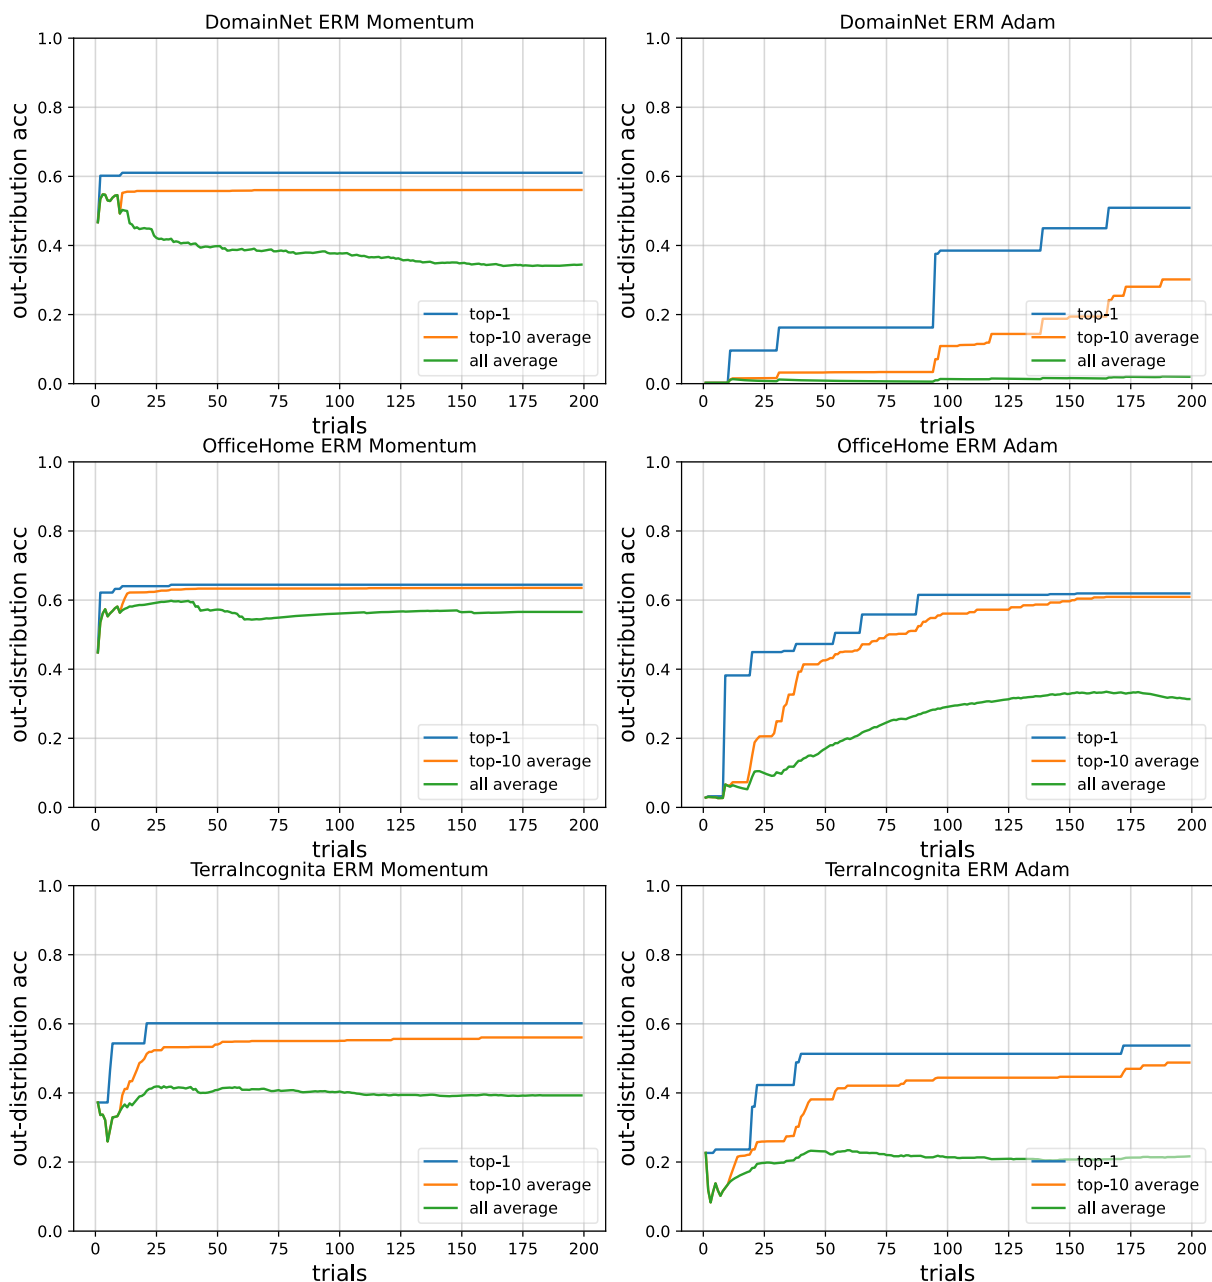 DomainNet ERM Momentum
out-distribution acc
1.0
0.8
0.6
0.4
0.2
0.0
top-1
top-10 average
all average
0 25 50 75 100 125 150 175 200
trials
DomainNet ERM Adam
out-distribution acc
1.0
0.8
0.6
0.4
0.2
0.0
top-1
top-10 average
all average
0 25 50 75 100 125 150 175 200
trials
OfficeHome ERM Momentum
out-distribution acc
1.0
0.8
0.6
0.4
0.2
0.0
top-1
top-10 average
all average
0 25 50 75 100 125 150 175 200
trials
OfficeHome ERM Adam
out-distribution acc
1.0
0.8
0.6
0.4
0.2
0.0
top-1
top-10 average
all average
0 25 50 75 100 125 150 175 200
trials
TerraIncognita ERM Momentum
out-distribution acc
1.0
0.8
0.6
0.4
0.2
0.0
top-1
top-10 average
all average
0 25 50 75 100 125 150 175 200
trials
TerraIncognita ERM Adam
out-distribution acc
1.0
0.8
0.6
0.4
0.2
0.0
top-1
top-10 average
all average
0 25 50 75 100 125 150 175 200
trials